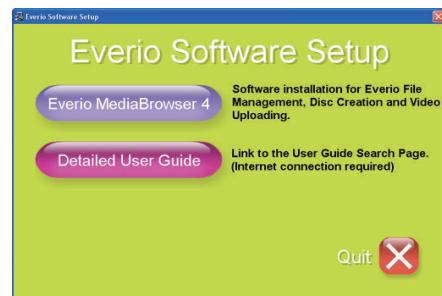 Everio Software Setup
Everio Software Setup
Everio MediaBrowser 4
Software installation for Everio File
Management, Disc Creation and Video
Uploading.
Detailed User Guide
Link to the User Guide Search Page.
(Internet connection required)
Quit